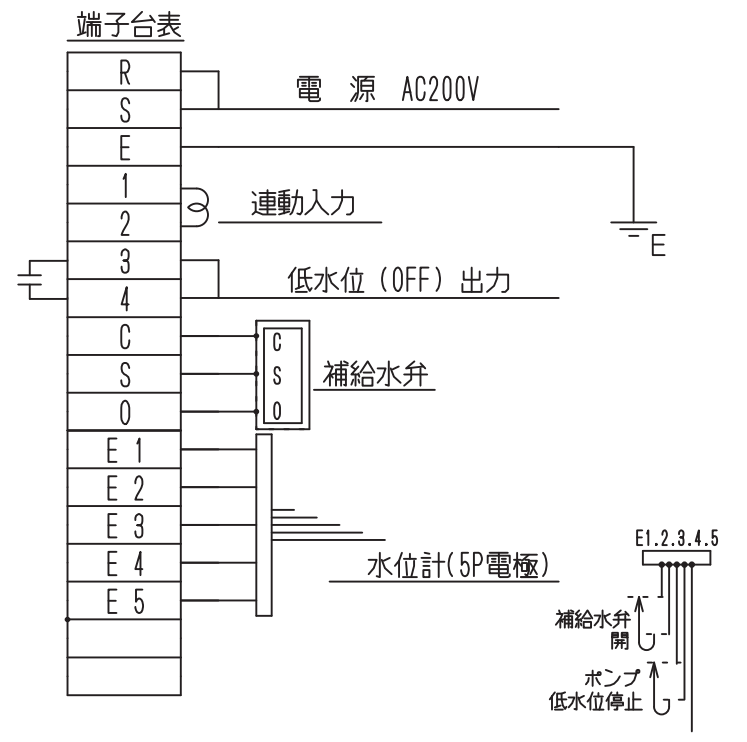 端子台表
R
S
E
1
2
3
4
C
S
O
E 1
E 2
E 3
E 4
E 5
電 源 AC200V
E
連動入力
低水位(OFF)出力
C
S
O
補給水弁
水位計(5P電極)
E1.2.3.4.5
補給水弁
開
ポンプ
低水位停止